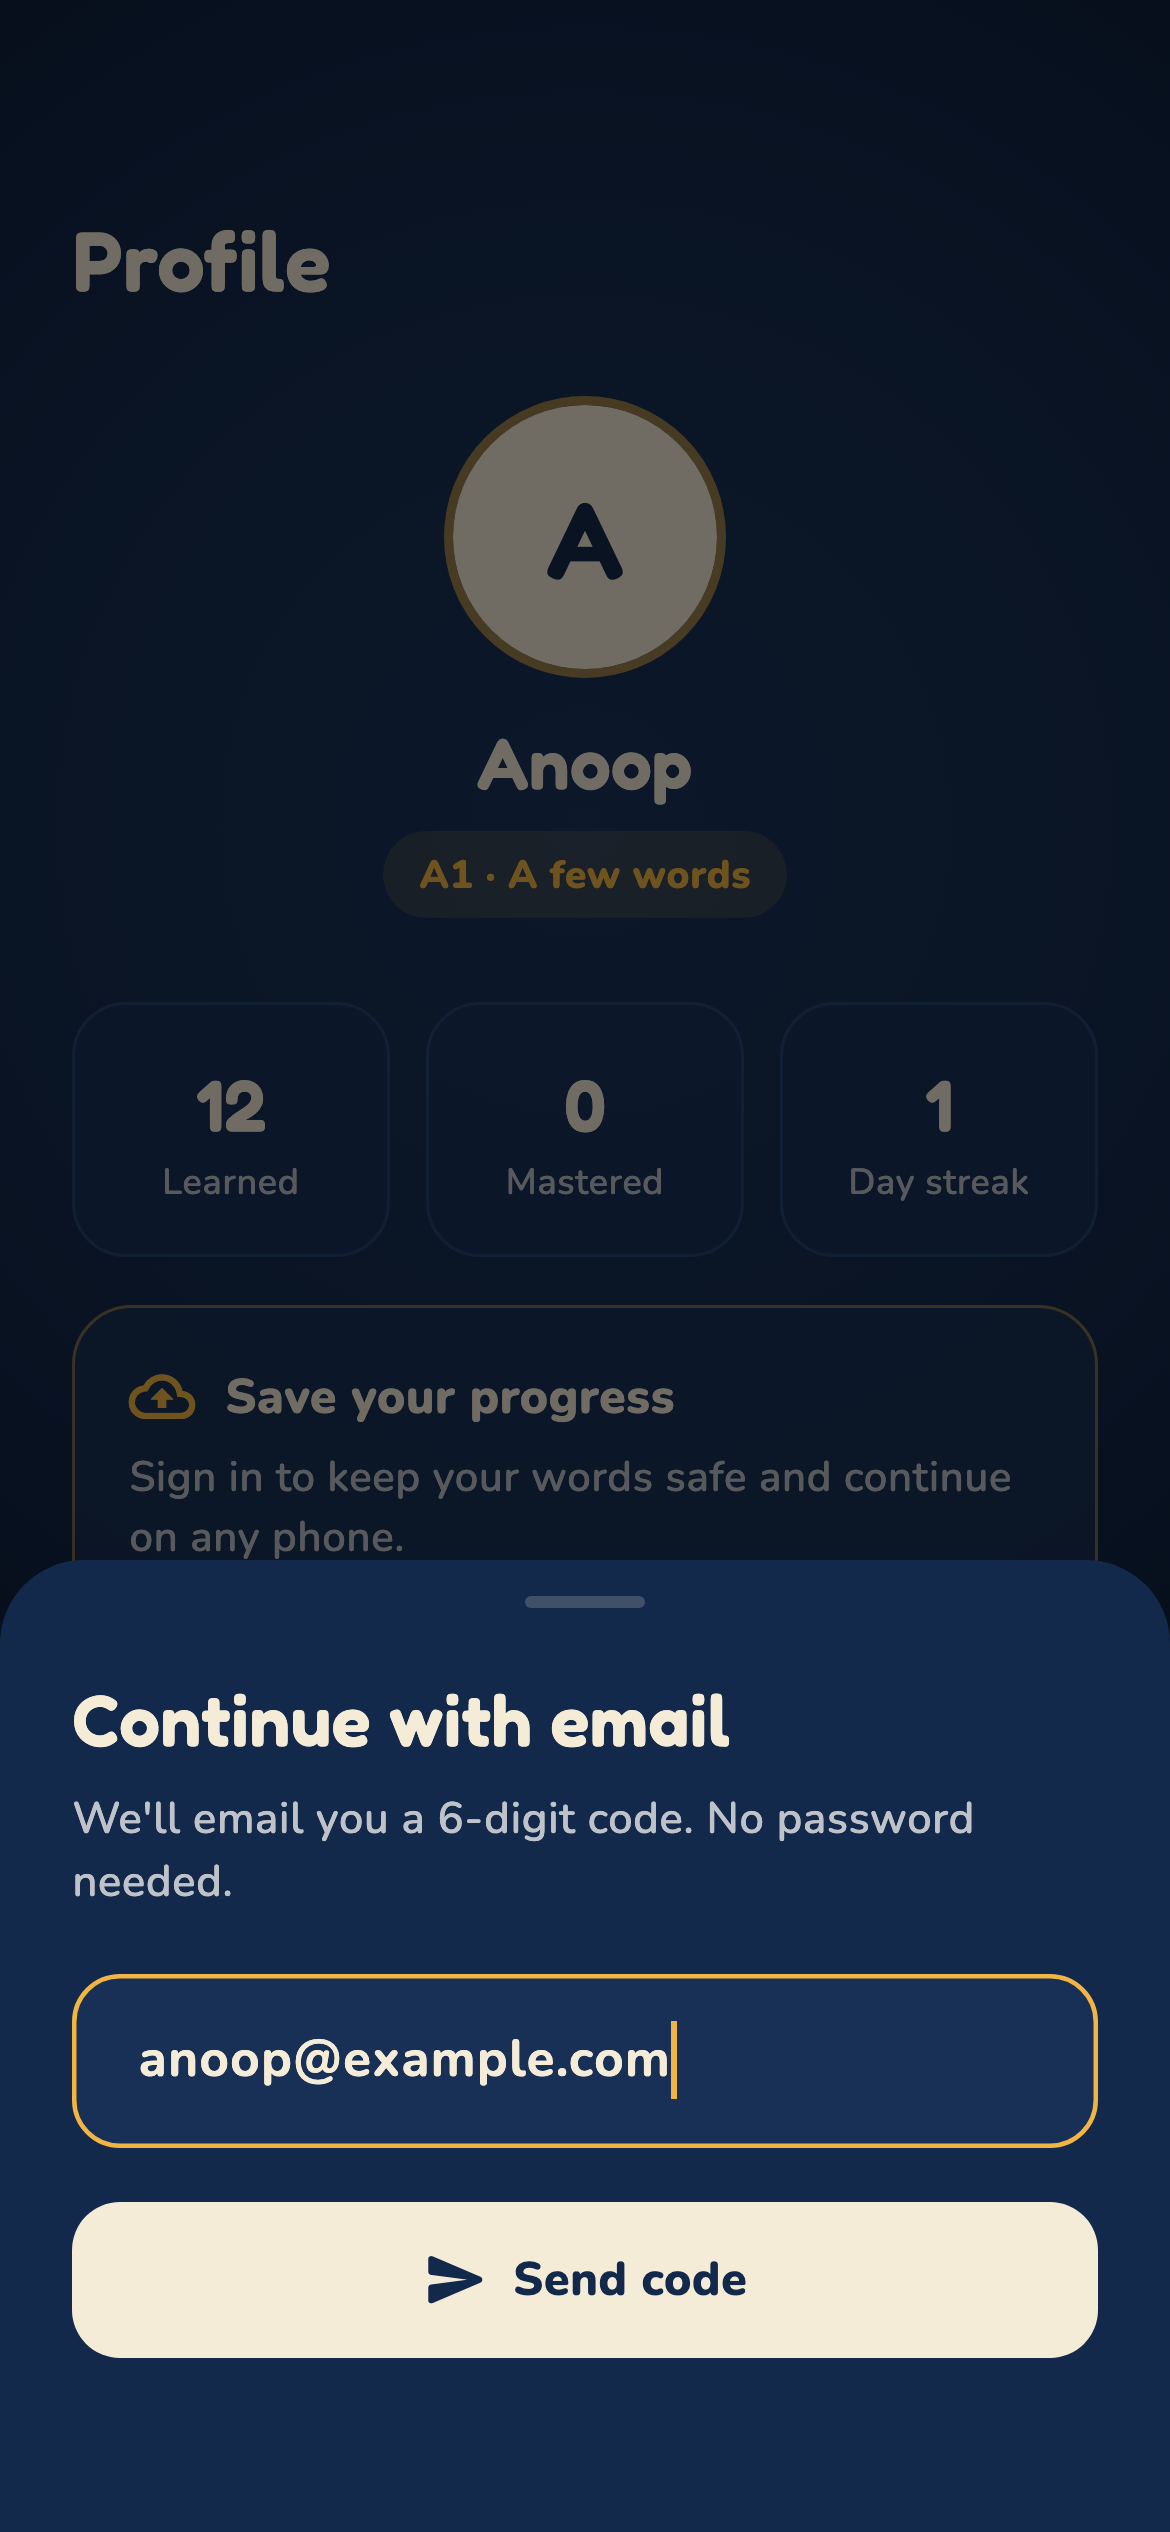 Profile
A
Anoop
A1 · A few words
12
Learned
0
Mastered
1
Day streak
Save your progress
Sign in to keep your words safe and continue
on any phone.
Continue with email
We'll email you a 6-digit code. No password
needed.
anoop@example.com
Send code